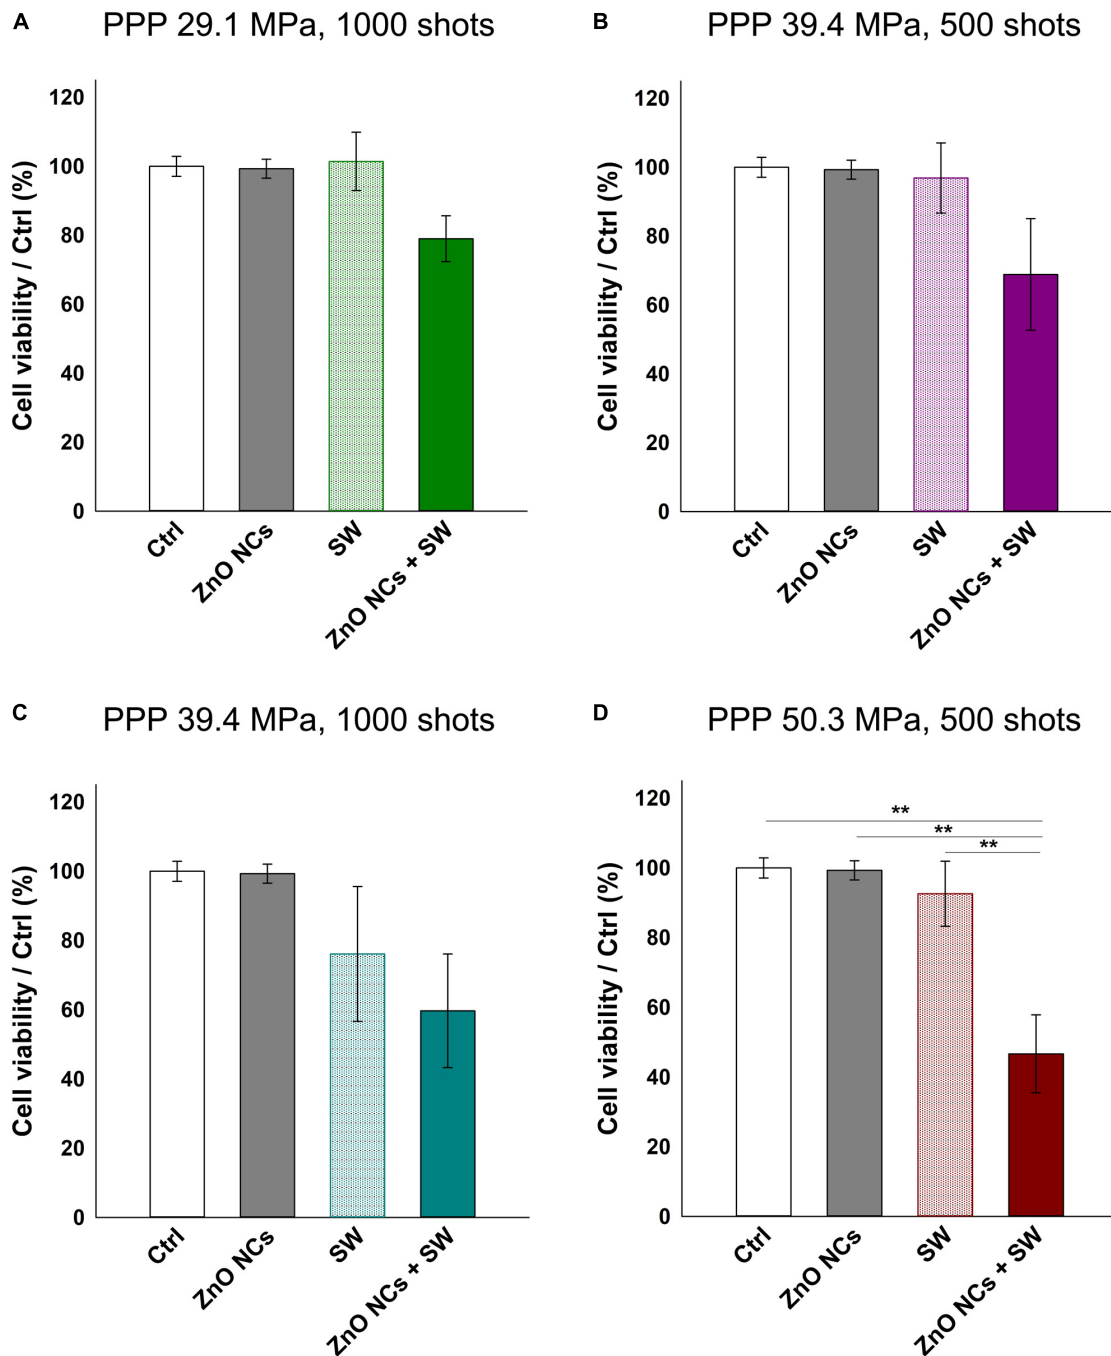 A
PPP 29.1 MPa, 1000 shots
Cell viability / Ctrl (%)
120
100
80
60
40
20
0
Ctrl
ZnO NCs
SW
ZnO NCs + SW
B
PPP 39.4 MPa, 500 shots
Cell viability / Ctrl (%)
120
100
80
60
40
20
0
Ctrl
ZnO NCs
SW
ZnO NCs + SW
C
PPP 39.4 MPa, 1000 shots
Cell viability / Ctrl (%)
120
100
80
60
40
20
0
Ctrl
ZnO NCs
SW
ZnO NCs + SW
D
PPP 50.3 MPa, 500 shots
Cell viability / Ctrl (%)
120
100
80
60
40
20
0
**
**
**
Ctrl
ZnO NCs
SW
ZnO NCs + SW